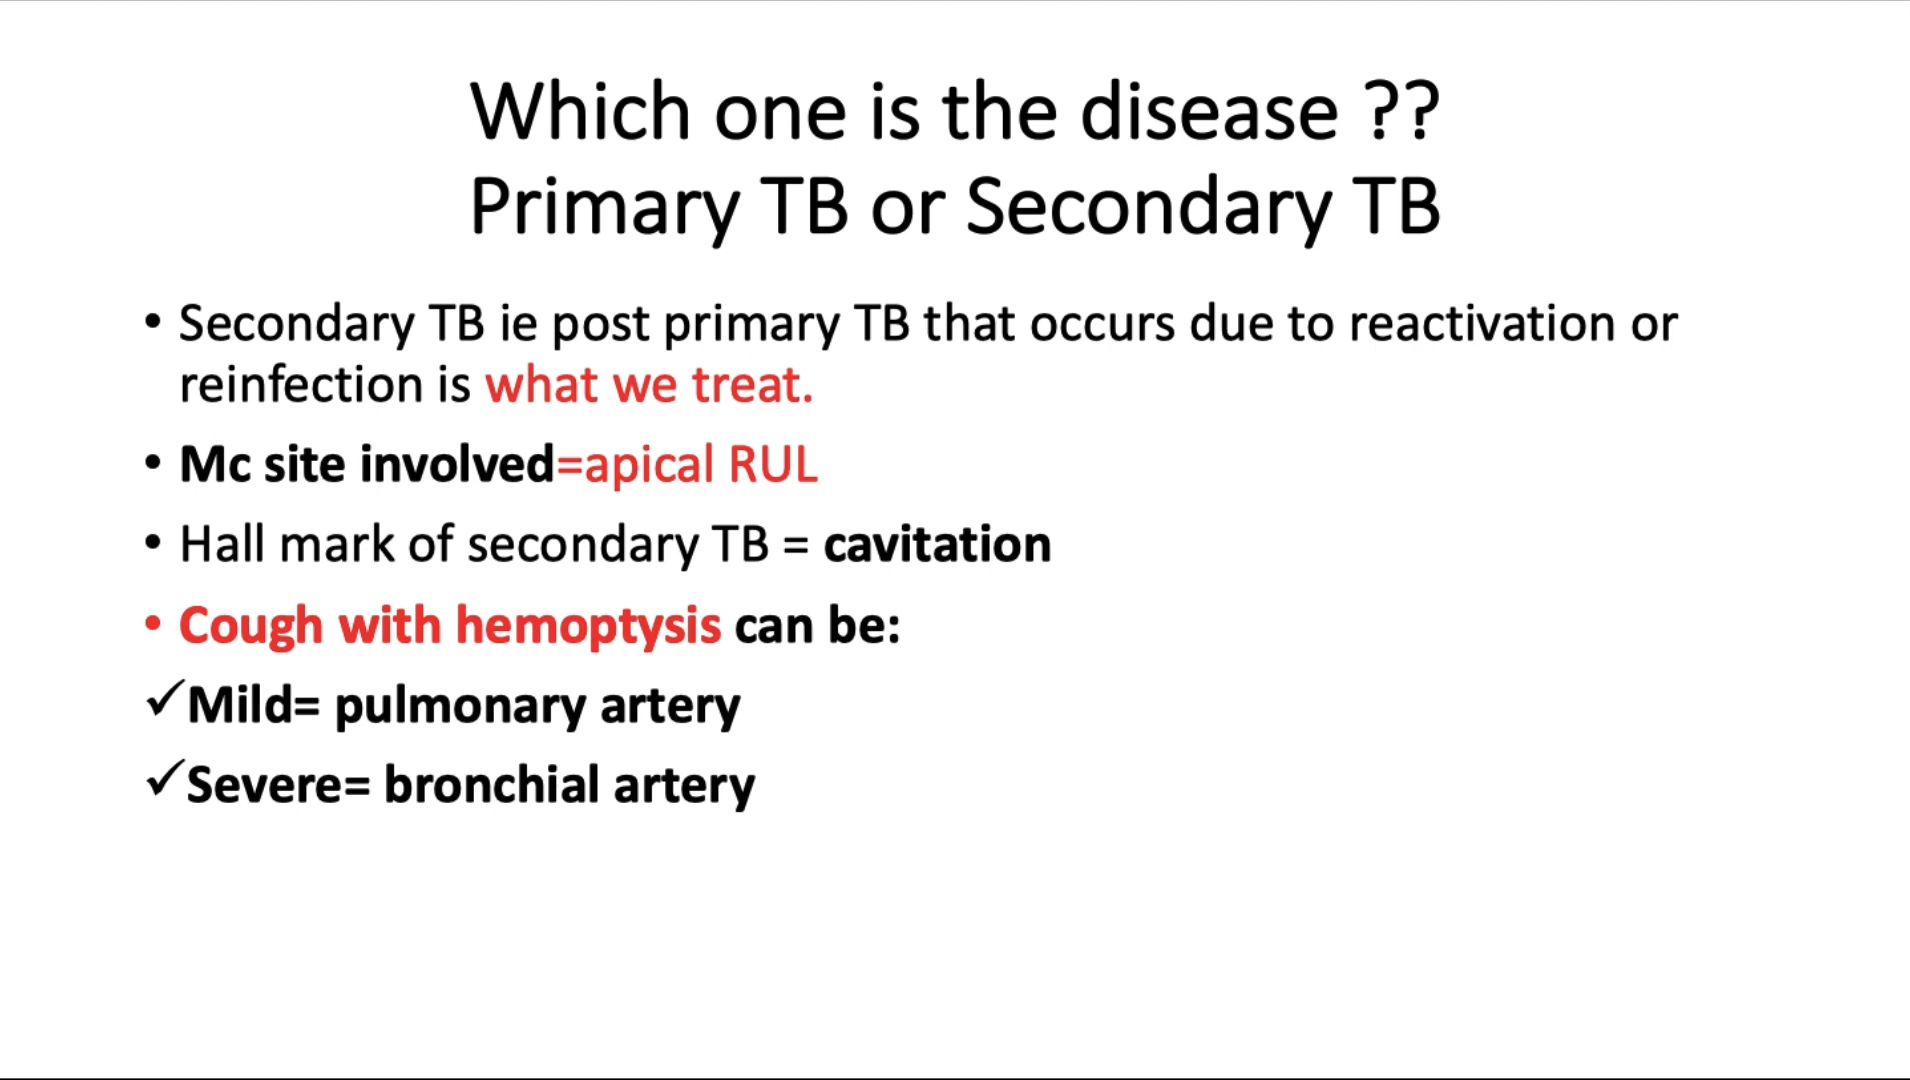 Which one is the disease ??
Primary TB or Secondary TB
• Secondary TB ie post primary TB that occurs due to reactivation or
reinfection is what we treat.
• Mc site involved=apical RUL
• Hall mark of secondary TB = cavitation
• Cough with hemoptysis can be:
✓Mild= pulmonary artery
✓Severe= bronchial artery